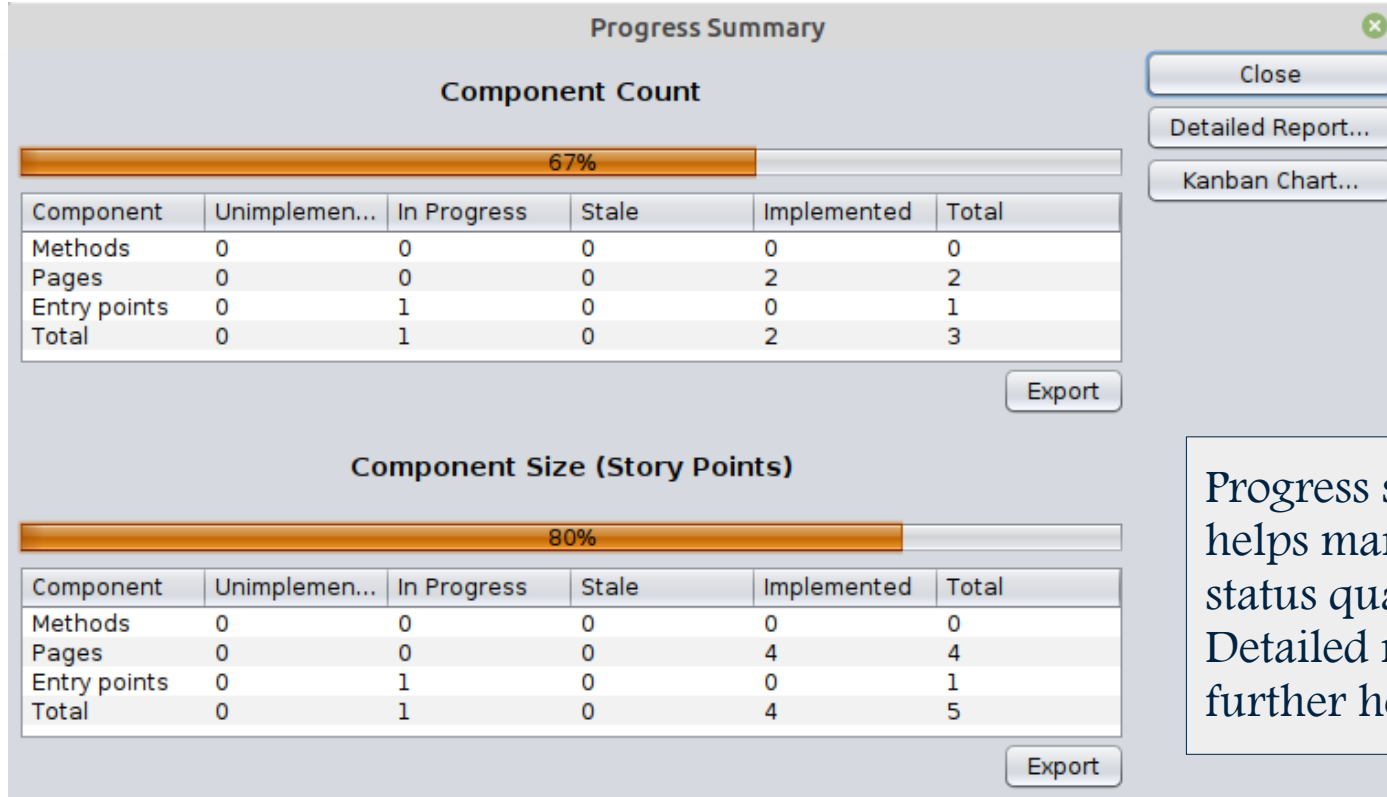 Progress Summary
Component Count
Close
Detailed Report...
Kanban Chart...
67%
Component Unimplemen... In Progress Stale Implemented Total
Methods 0 0 0 0 0
Pages 0 0 0 2 2
Entry points 0 1 0 0 1
Total 0 1 0 2 3
Export
Component Size (Story Points)
80%
Component Unimplemen... In Progress Stale Implemented Total
Methods 0 0 0 0 0
Pages 0 0 0 4 4
Entry points 0 1 0 0 1
Total 0 1 0 4 5
Export
Progress
helps
status
Detailed
further